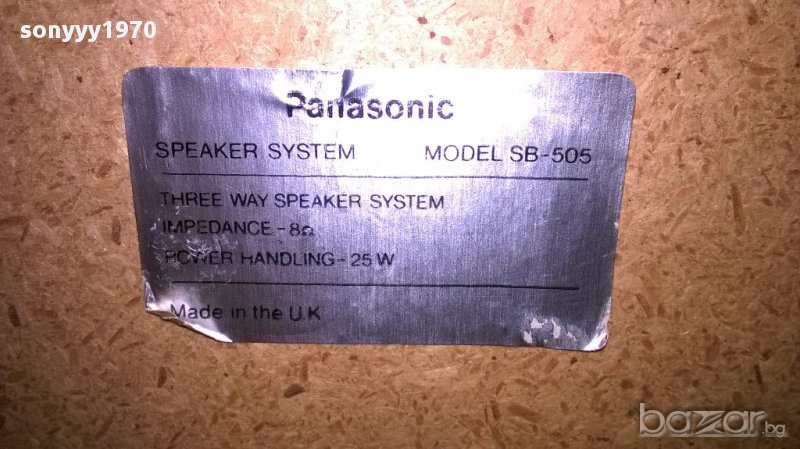 sonyyy1970
Panasonic
SPEAKER SYSTEM MODEL SB-505
THREE WAY SPEAKER SYSTEM
IMPEDANCE-8Ω
POWER HANDLING-25 W
Made in the U.K
bazar.bg